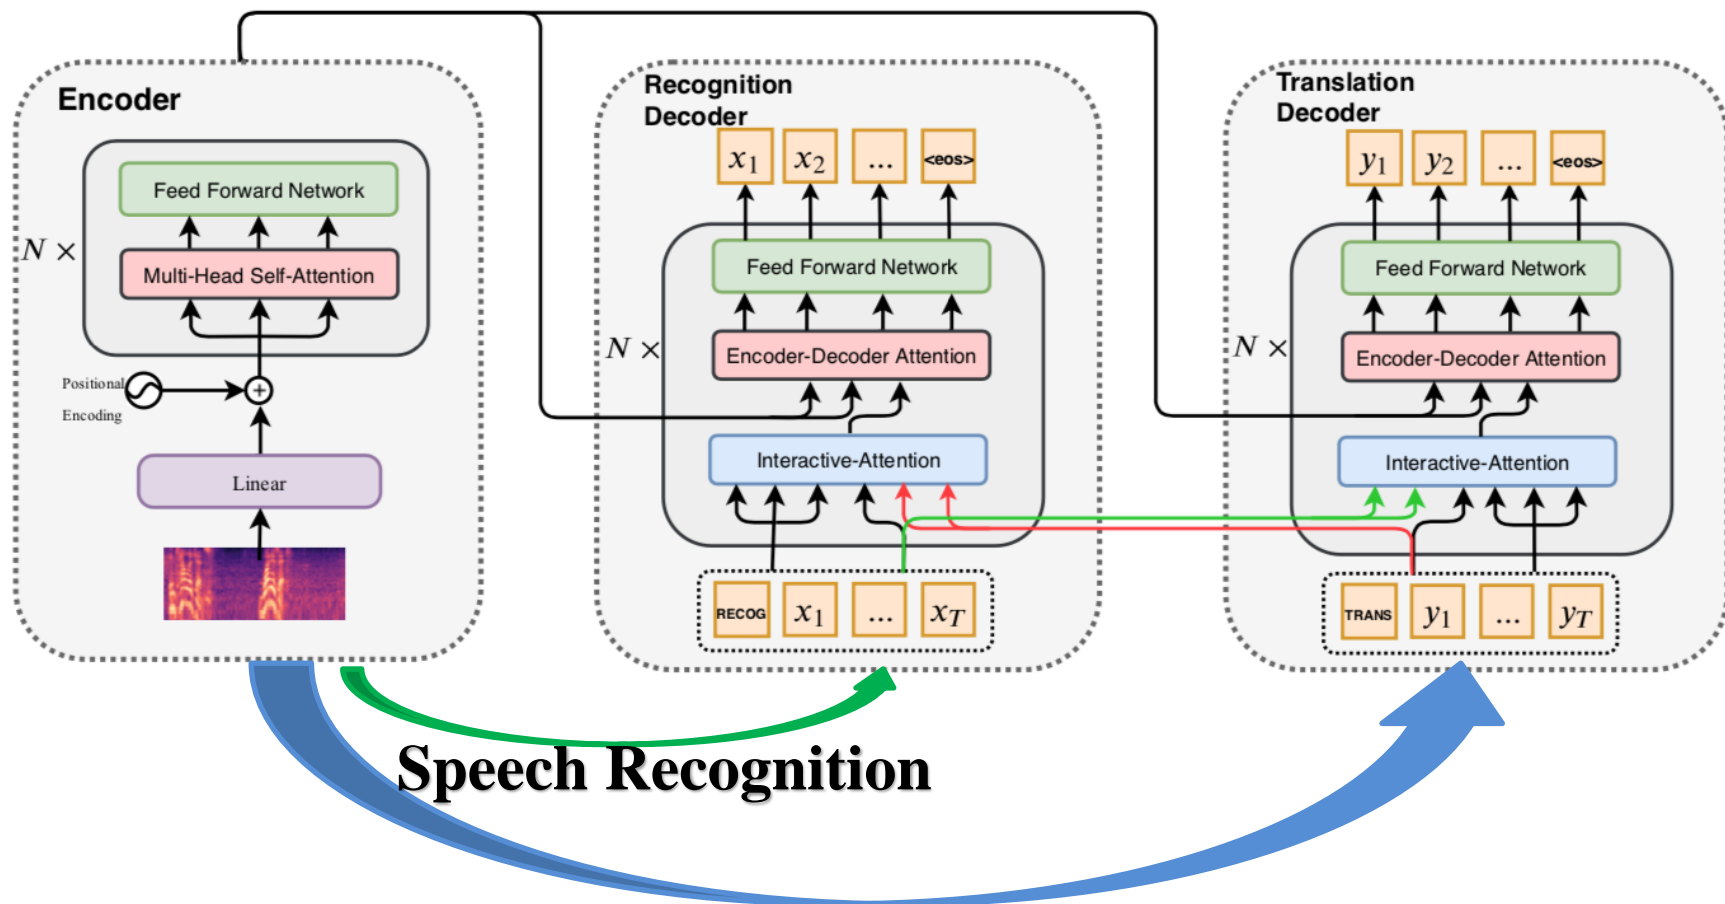 Encoder
Feed Forward Network
N ×
Multi-Head Self-Attention
Positional
Encoding
+
Linear
Recognition
Decoder
x1 x2 ... <eos>
Feed Forward Network
N ×
Encoder-Decoder Attention
Interactive-Attention
RECOG x1 ... xT
Translation
Decoder
y1 y2 ... <eos>
Feed Forward Network
N ×
Encoder-Decoder Attention
Interactive-Attention
TRANS y1 ... yT
Speech Recognition